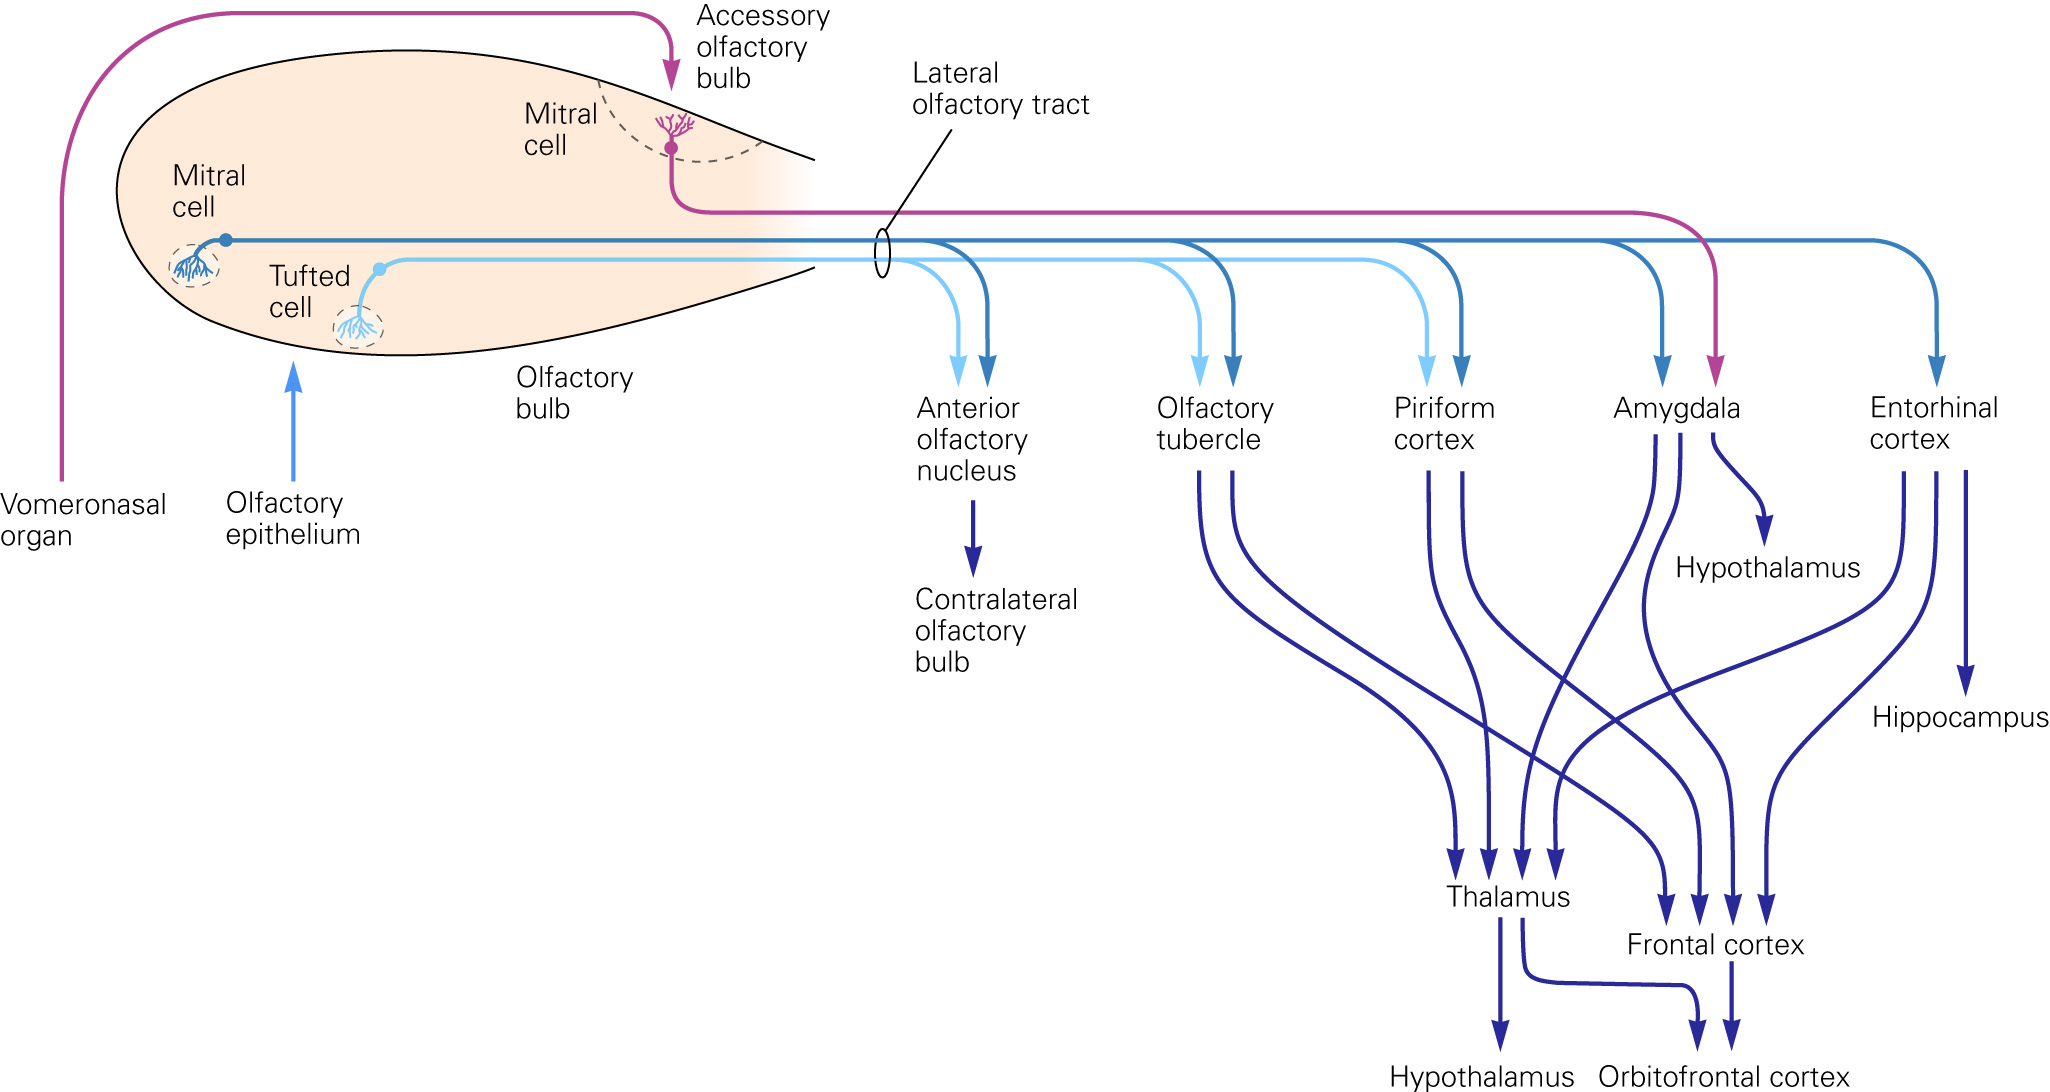 Accessory
olfactory
bulb
Lateral
olfactory tract
Mitral
cell
Mitral
cell
Tufted
cell
Olfactory
bulb
Vomeronasal
organ
Olfactory
epithelium
Anterior
olfactory
nucleus
Olfactory
tubercle
Piriform
cortex
Amygdala
Entorhinal
cortex
Hypothalamus
Contralateral
olfactory
bulb
Hippocampus
Thalamus
Frontal cortex
Hypothalamus
Orbitofrontal cortex